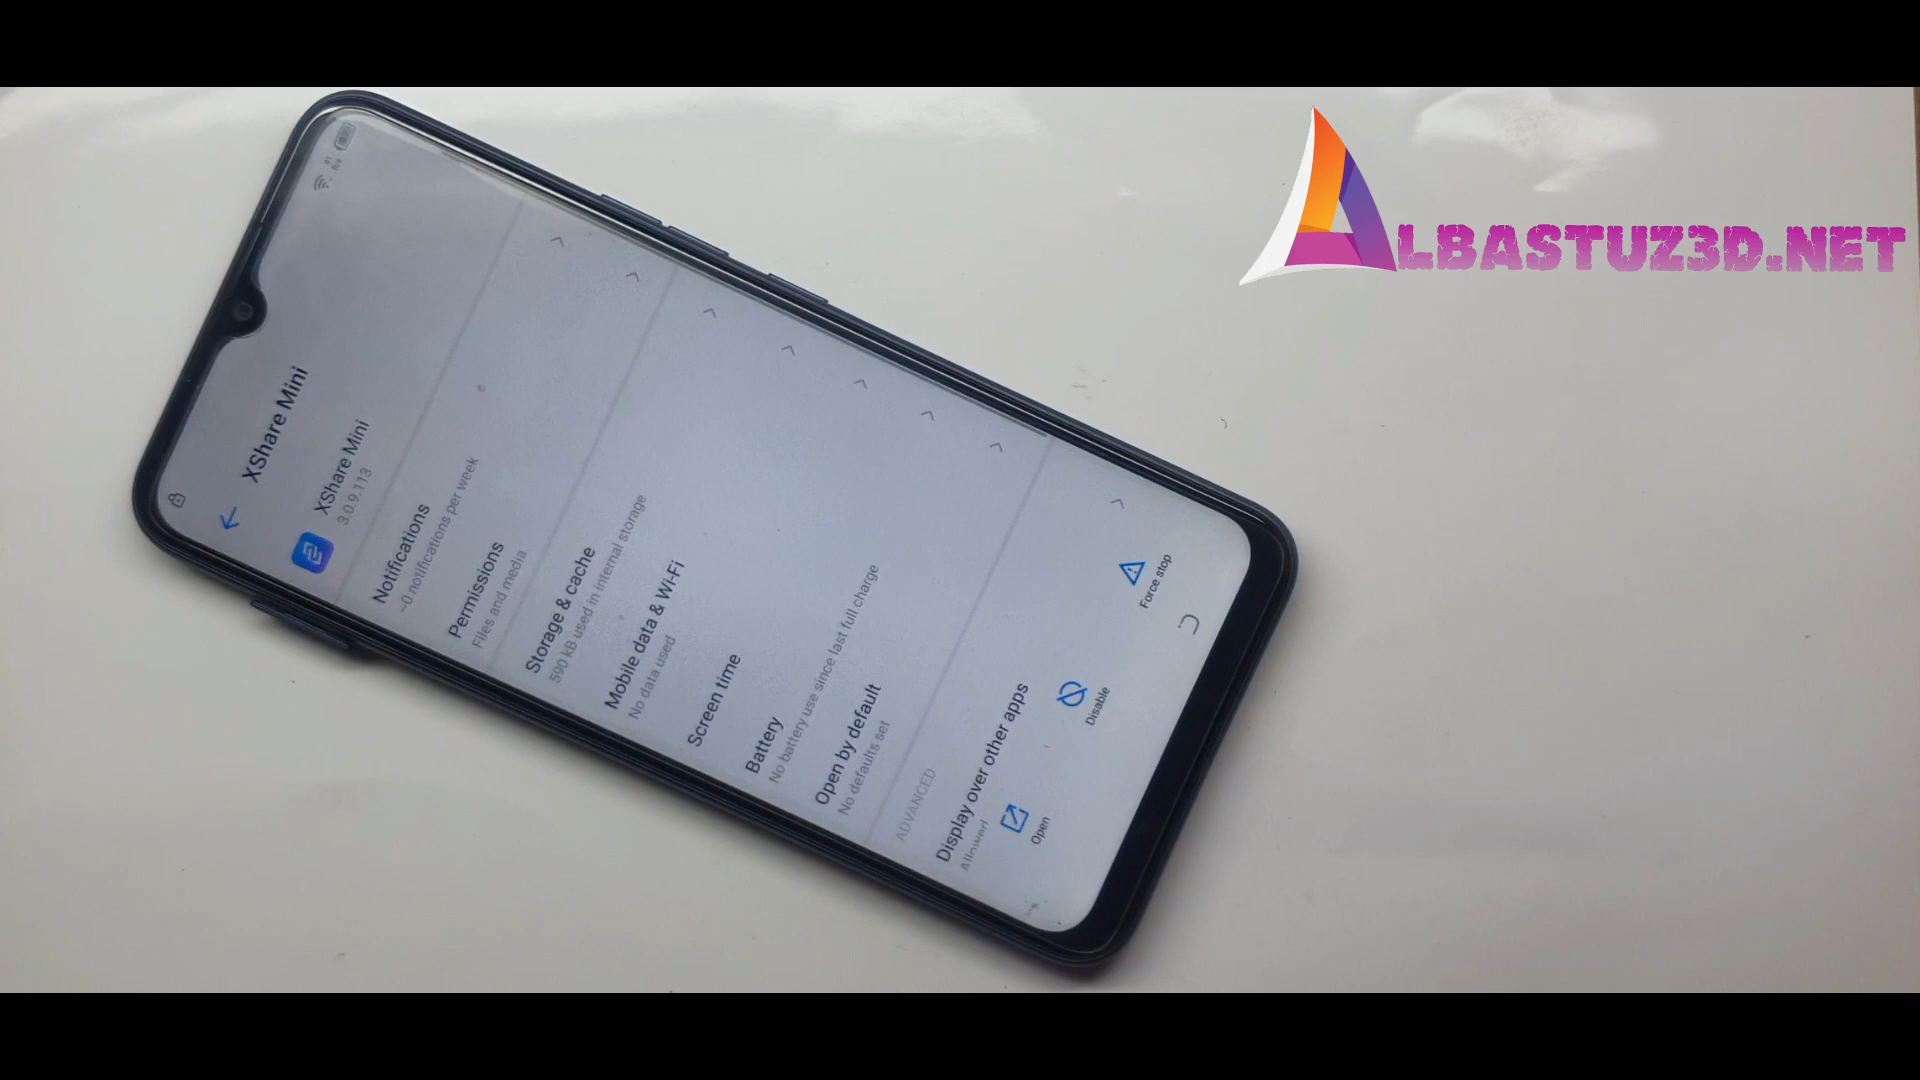 ALBASTUZ3D.NET
XShare Mini
XShare Mini
3.0.9.113
Notifications
~0 notifications per week
Permissions
Files and media
Storage & cache
590 kB used in Internal storage
Mobile data & Wi-Fi
No data used
Screen time
Battery
No battery use since last full charge
Open by default
No defaults set
ADVANCED
Display over other apps
Allowed
Open
Disable
Force stop